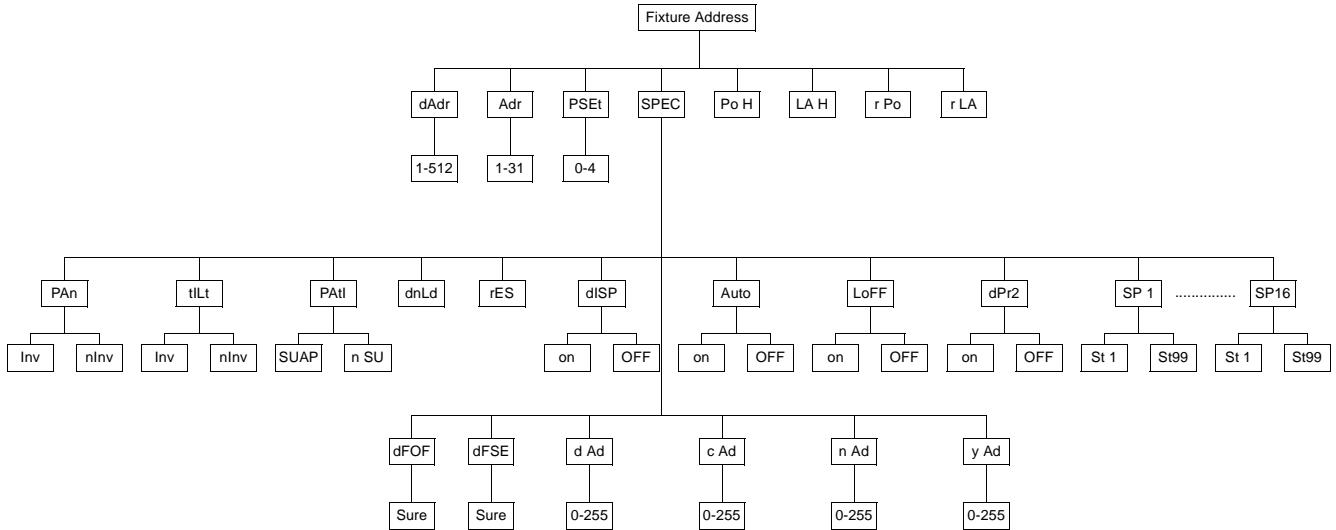 Fixture Address
dAdr Adr PSEt SPEC Po H LA H r Po r LA
1-512 1-31 0-4
PAn tILt PAtI dnLd rES dISP Auto LoFF dPr2 SP 1 ............... SP16
Inv nInv Inv nInv SUAP n SU on OFF on OFF on OFF on OFF St 1 St99 St 1 St99
dFOF dFSE d Ad c Ad n Ad y Ad
Sure Sure 0-255 0-255 0-255 0-255